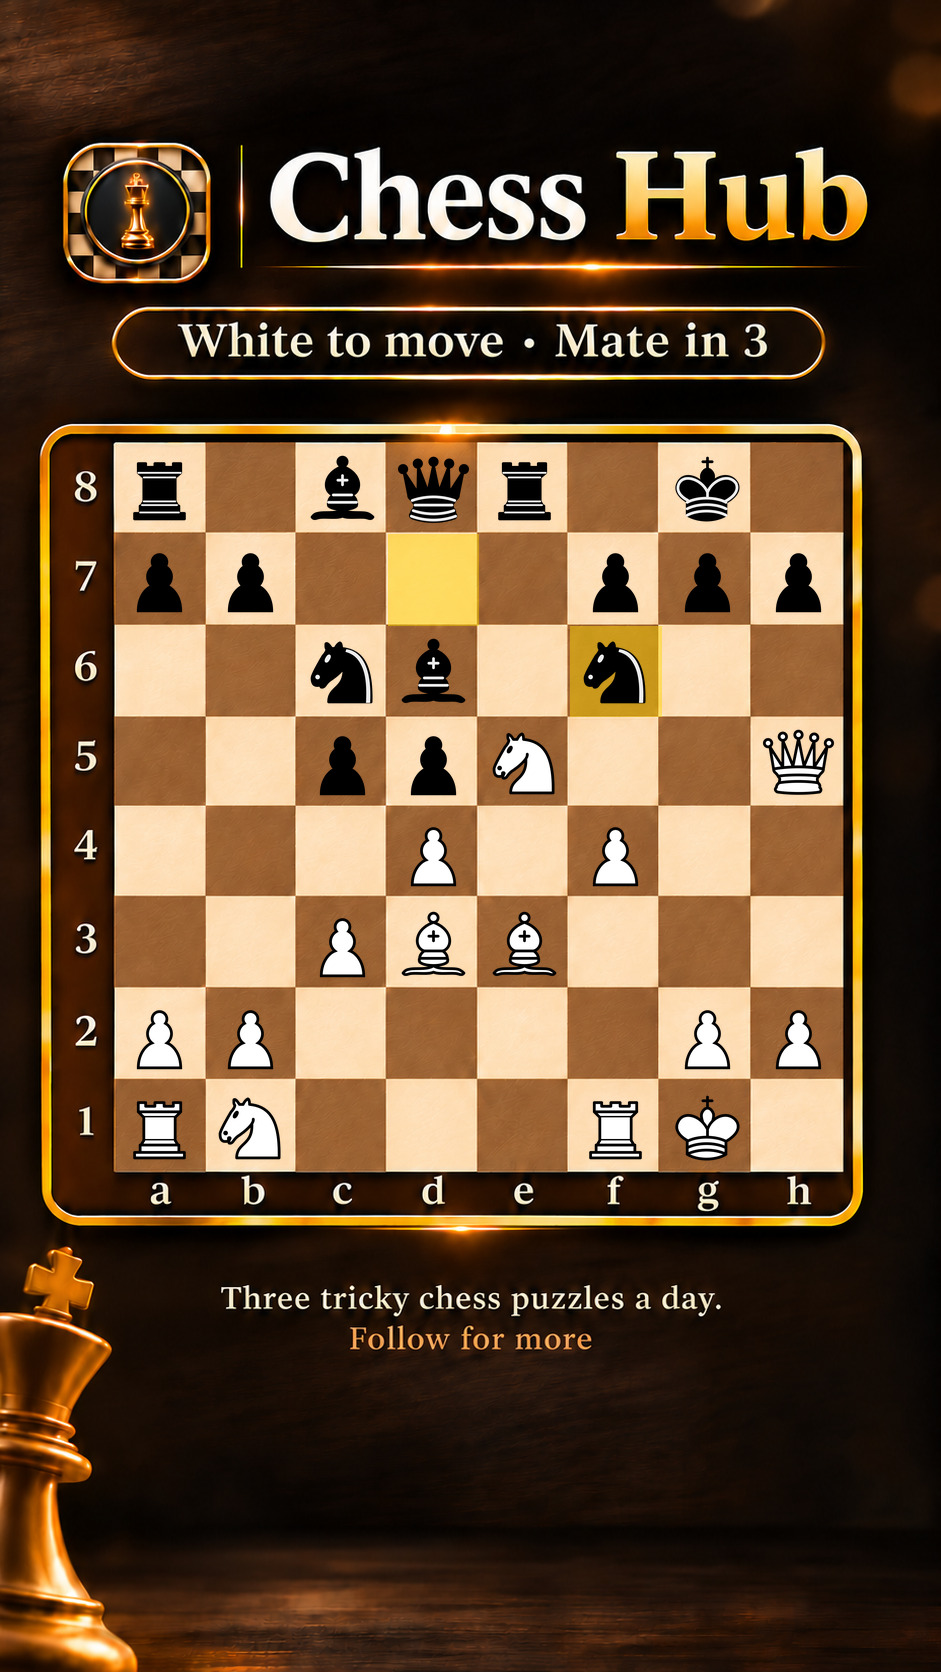 Chess Hub
White to move • Mate in 3
8
7
6
5
4
3
2
1
a b c d e f g h
Three tricky chess puzzles a day.
Follow for more